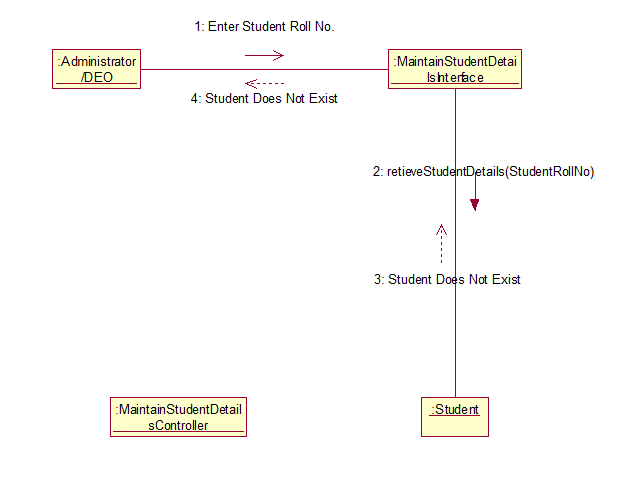 1: Enter Student Roll No.
:Administrator
/DEO
:MaintainStudentDetai
lsInterface
4: Student Does Not Exist
2: retieveStudentDetails(StudentRollNo)
3: Student Does Not Exist
:MaintainStudentDetail
sController
:Student